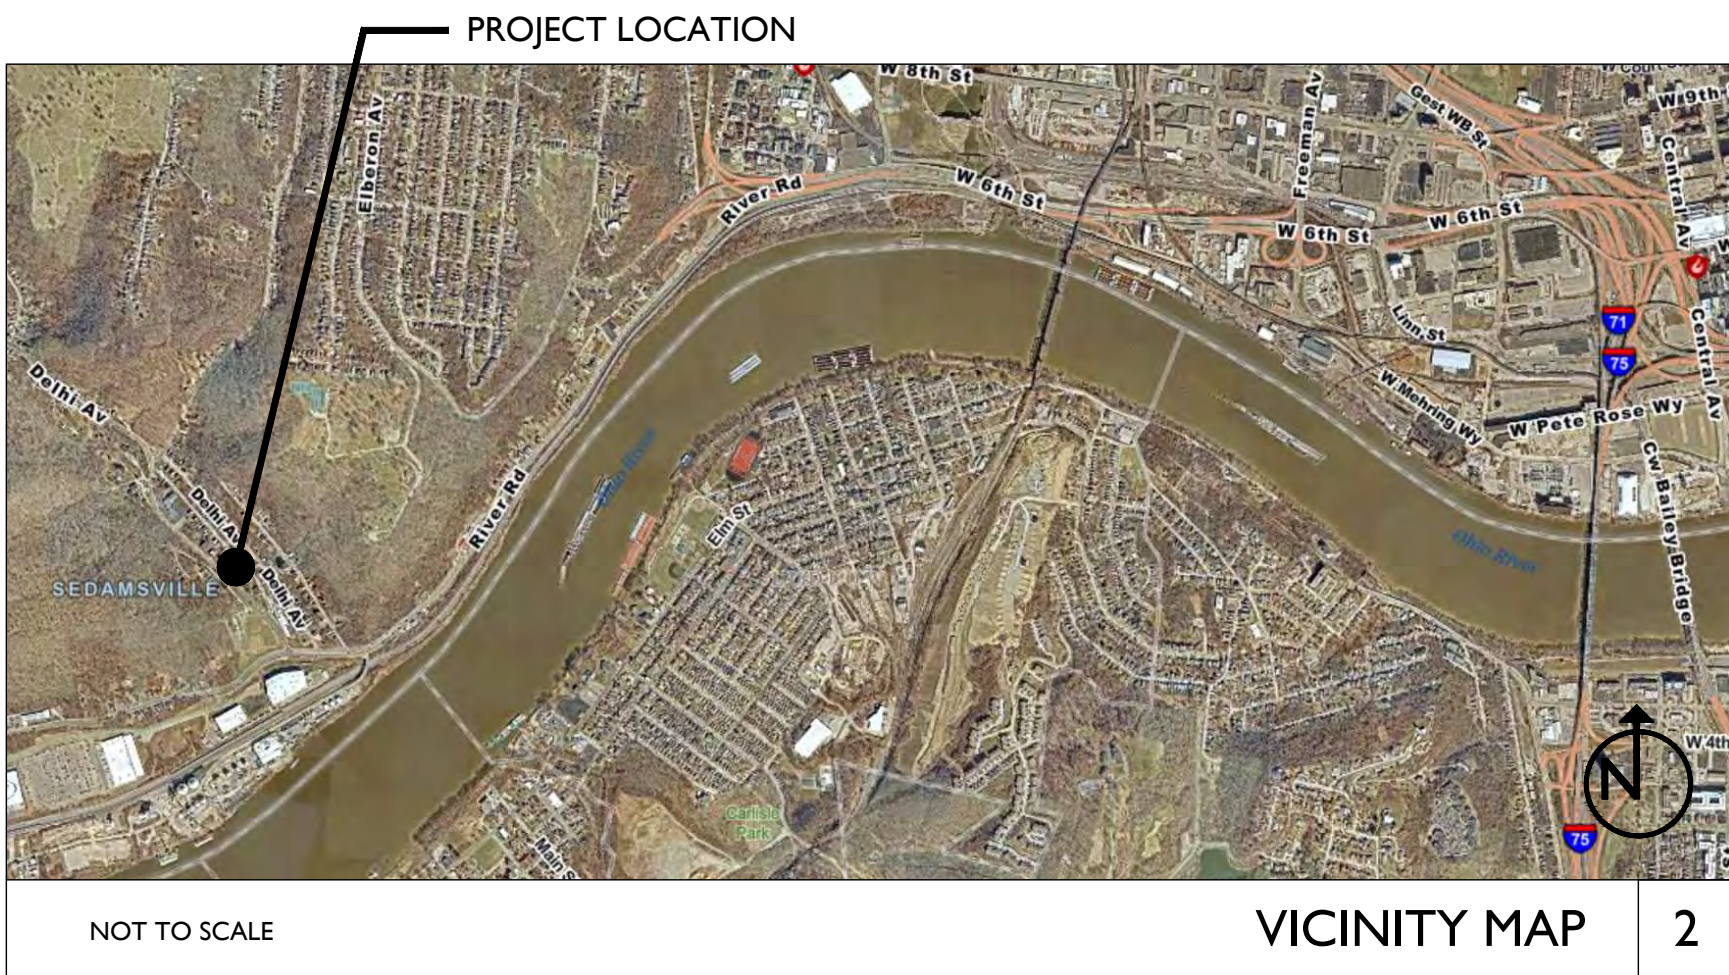 PROJECT LOCATION
W 8th St
W 9th
Elberon Av
Freeman Av
Gest WB St
Central Av
River Rd
W 6th St
W 6th St
W 6th St
71
75
Linn St
Central Av
Delhi Av
W Mehring Wy
W Pete Rose Wy
Cw Bailey Bridge
River Rd
Ohio River
Delhi Av
Elm St
Ohio River
SEDAMSVILLE
Delhi Av
W 4th
N
Carlisle
Park
75
Main S
NOT TO SCALE
VICINITY MAP
2